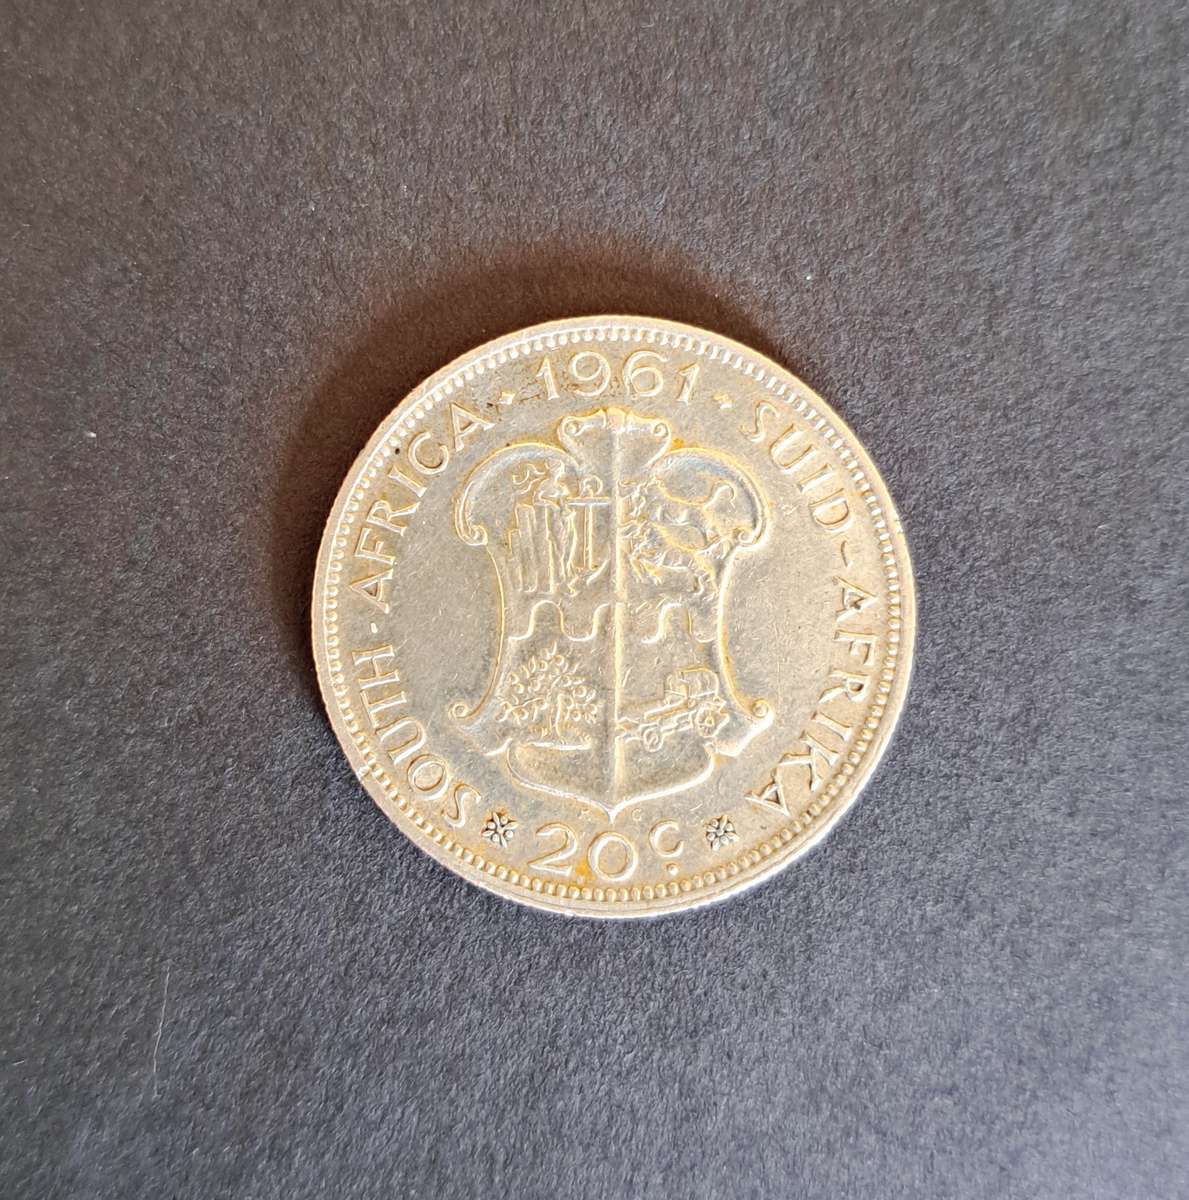 SOUTH·AFRICA · 1961 · SUID-AFRIKA
20C